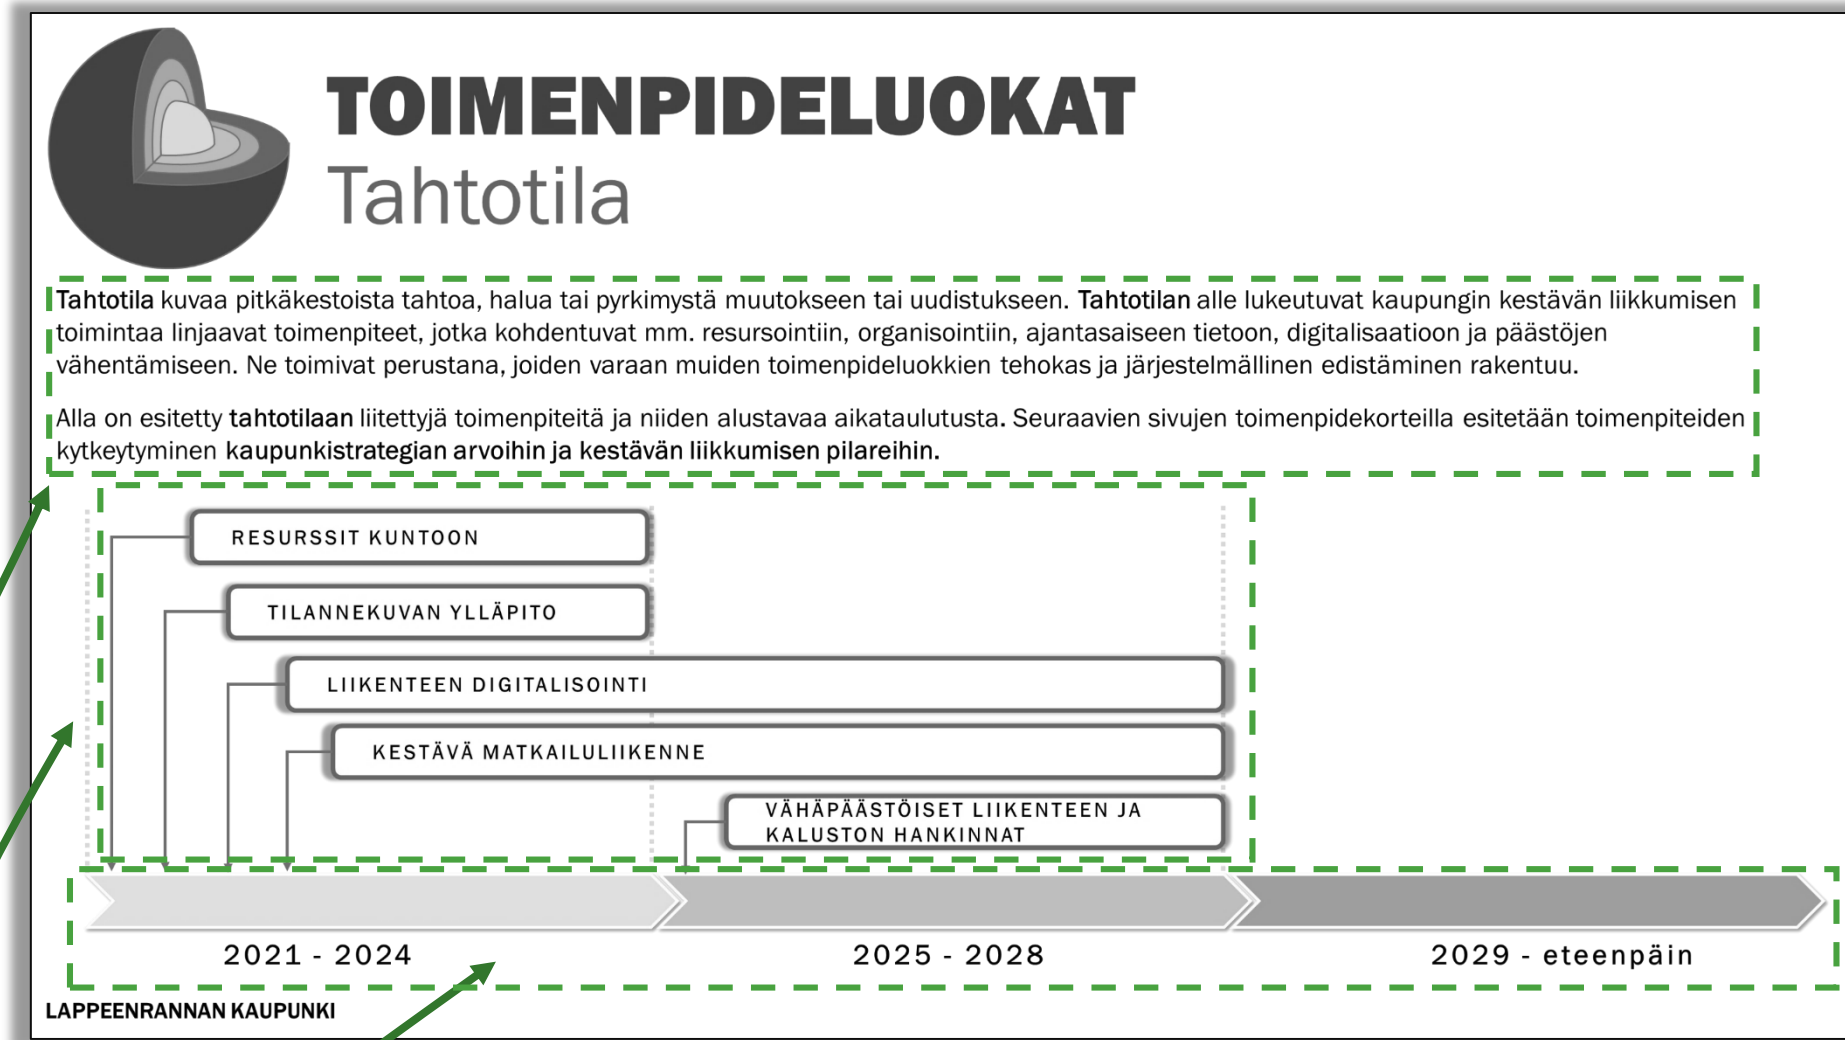 TOIMENPIDELUOKAT
Tahtotila
Tahtotila kuvaa pitkäkestoista tahtoa, halua tai pyrkimystä muutokseen tai uudistukseen. Tahtotilan alle lukeutuvat kaupungin kestävän liikkumisen
toimintaa linjaavat toimenpiteet, jotka kohdentuvat mm. resursointiin, organisointiin, ajantasaiseen tietoon, digitalisaatioon ja päästöjen
vähentämiseen. Ne toimivat perustana, joiden varaan muiden toimenpideluokkien tehokas ja järjestelmällinen edistäminen rakentuu.
Alla on esitetty tahtotilaan liitettyjä toimenpiteitä ja niiden alustavaa aikataulutusta. Seuraavien sivujen toimenpidekorteilla esitetään toimenpiteiden
kytkeytyminen kaupunkistrategian arvoihin ja kestävän liikkumisen pilareihin.
RESURSSIT KUNTOON
TILANNEKUVAN YLLÄPITO
LIIKENTEEN DIGITALISOINTI
KESTÄVÄ MATKAILULIIKENNE
VÄHÄPÄÄSTÖISET LIIKENTEEN JA
KALUSTON HANKINNAT
2021 - 2024
2025 - 2028
2029 - eteenpäin
LAPPEENRANNAN KAUPUNKI